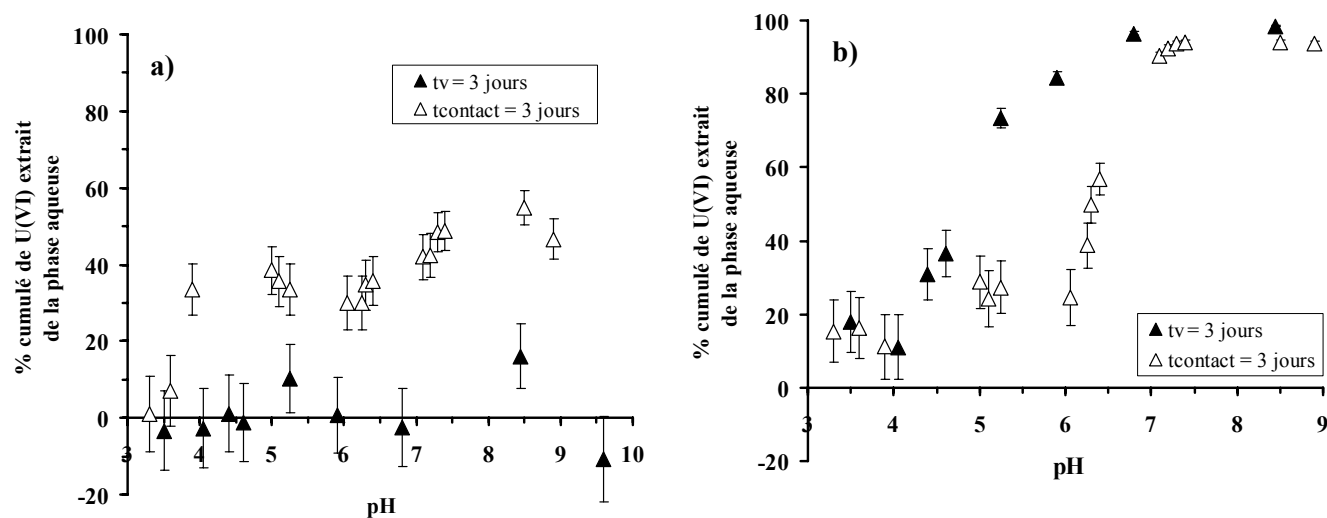 a)
% cumulé de U(VI) extrait
de la phase aqueuse
100
80
60
40
20
0
-20
▲ tv = 3 jours
△ tcontact = 3 jours
3 4 5 6 7 8 9 10
pH
b)
% cumulé de U(VI) extrait
de la phase aqueuse
100
80
60
40
20
0
-20
▲ tv = 3 jours
△ tcontact = 3 jours
3 4 5 6 7 8 9
pH